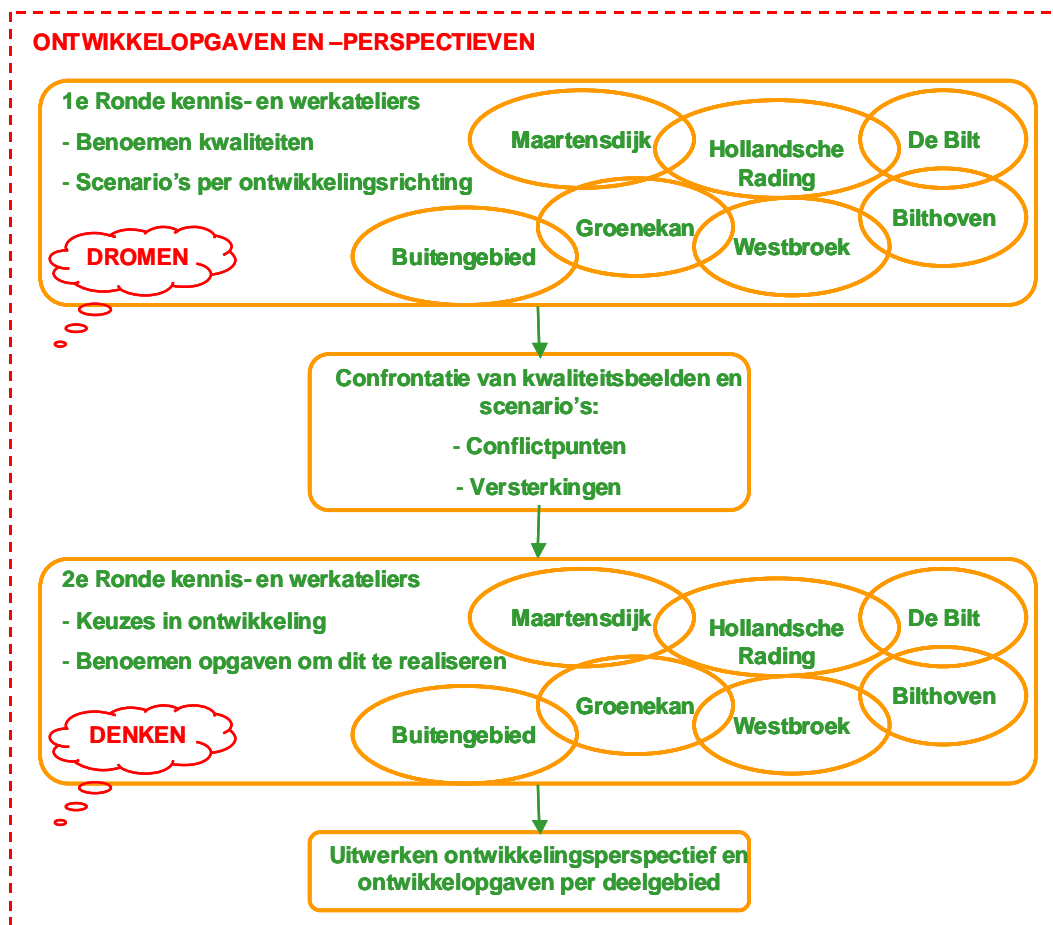 ONTWIKKELOPGAVEN EN –PERSPECTIEVEN
1e Ronde kennis- en werkateliers
- Benoemen kwaliteiten
- Scenario’s per ontwikkelingsrichting
DROMEN
Maartensdijk
Hollandsche
Rading
De Bilt
Bilthoven
Buitengebied
Groenekan
Westbroek
Confrontatie van kwaliteitsbeelden en
scenario’s:
- Conflictpunten
- Versterkingen
2e Ronde kennis- en werkateliers
- Keuzes in ontwikkeling
- Benoemen opgaven om dit te realiseren
DENKEN
Maartensdijk
Hollandsche
Rading
De Bilt
Bilthoven
Buitengebied
Groenekan
Westbroek
Uitwerken ontwikkelingsperspectief en
ontwikkelopgaven per deelgebied